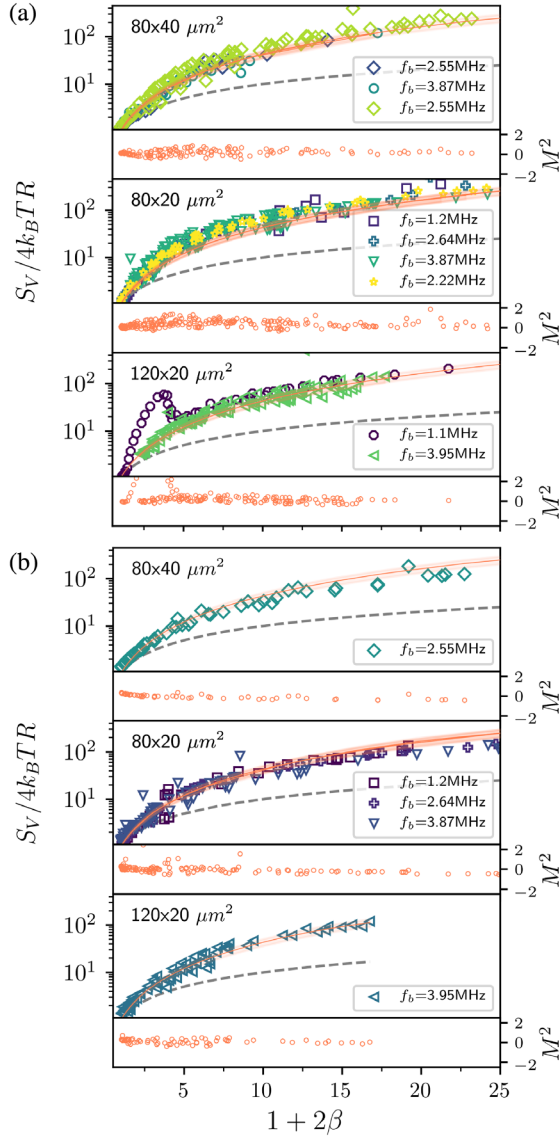 (a)
80x40 μm²
10²
10¹
f_b=2.55MHz
f_b=3.87MHz
f_b=2.55MHz
2
0
−2
M²
80x20 μm²
10²
10¹
f_b=1.2MHz
f_b=2.64MHz
f_b=3.87MHz
f_b=2.22MHz
S_V/4k_BTR
2
0
−2
M²
120x20 μm²
10²
10¹
f_b=1.1MHz
f_b=3.95MHz
2
0
−2
M²
(b)
80x40 μm²
10²
10¹
f_b=2.55MHz
2
0
−2
M²
80x20 μm²
10²
10¹
f_b=1.2MHz
f_b=2.64MHz
f_b=3.87MHz
S_V/4k_BTR
2
0
−2
M²
120x20 μm²
10²
10¹
f_b=3.95MHz
2
0
−2
M²
5 10 15 20 25
1 + 2β